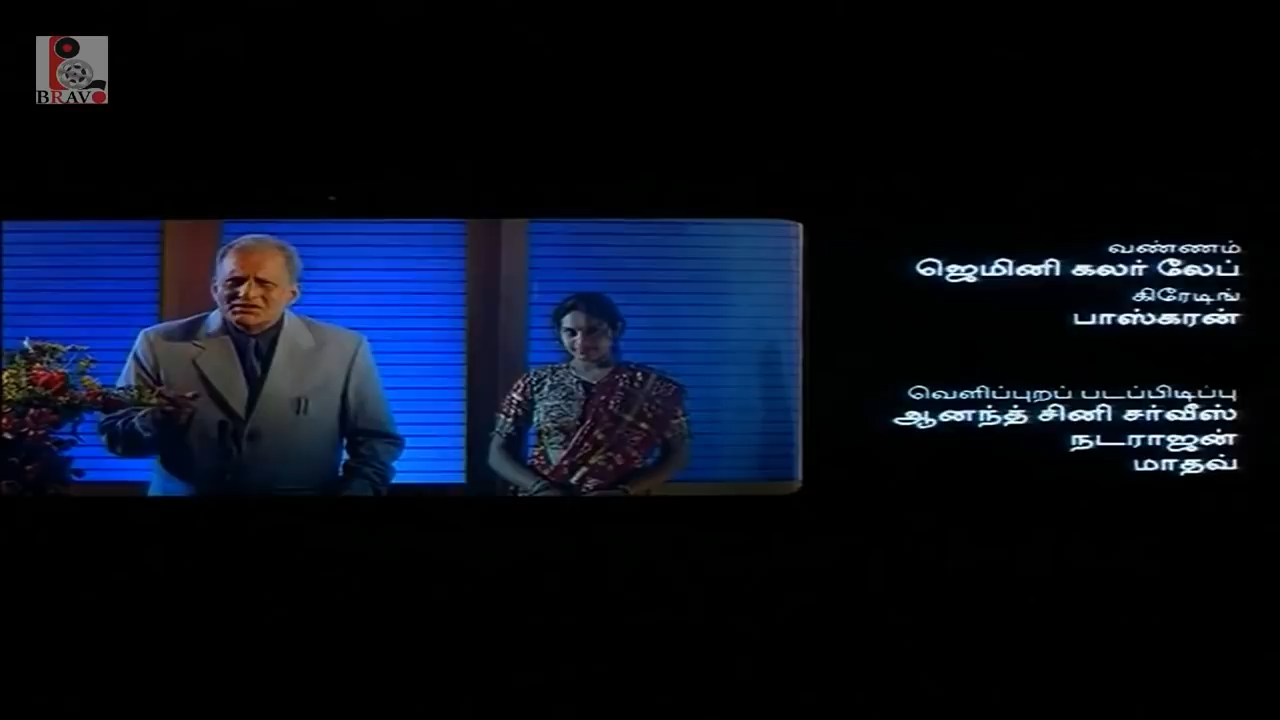 BRAVO
வண்ணம்
ஜெமினி கலர் லேப்
கிரேடிங்
பாஸ்கரன்
வெளிப்புறப் படப்பிடிப்பு
ஆனந்த் சினி சர்வீஸ்
நடராஜன்
மாதவ்